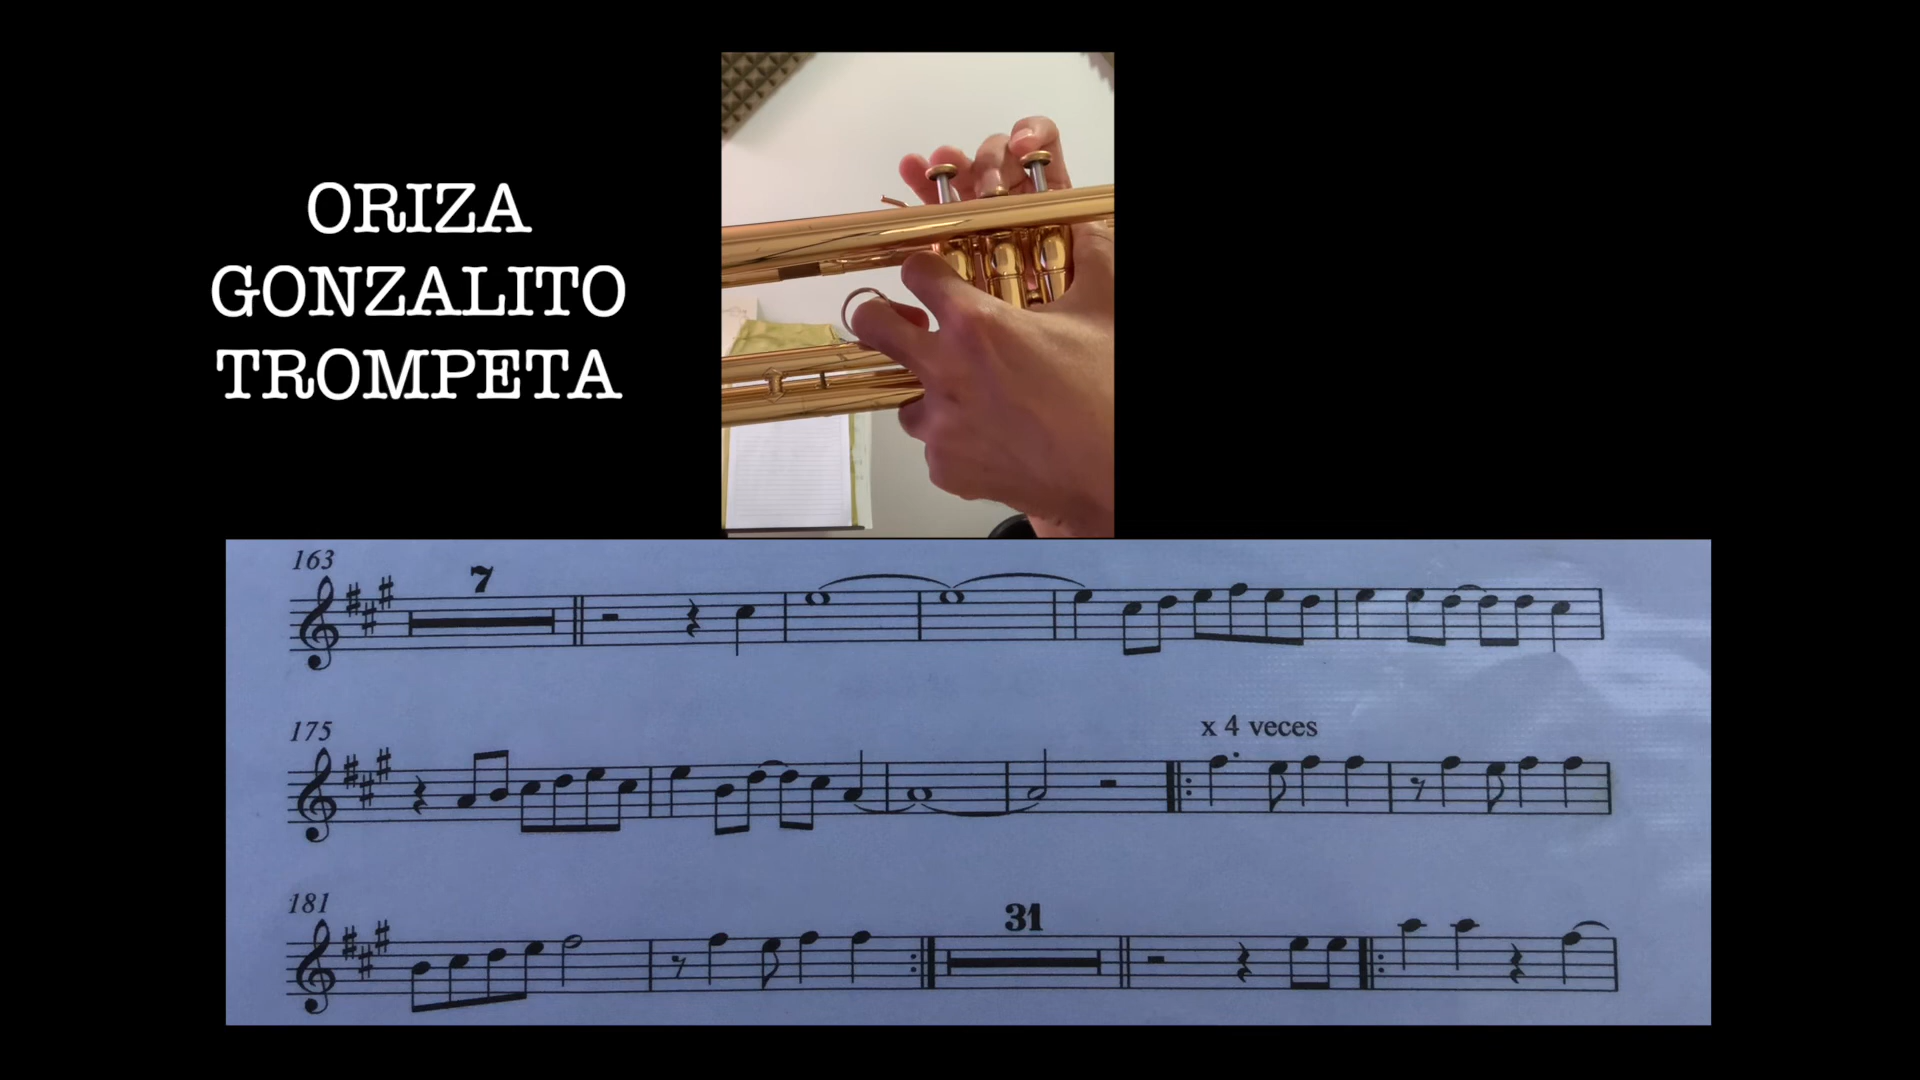 ORIZA
GONZALITO
TROMPETA
163
7
175
x 4 veces
181
31